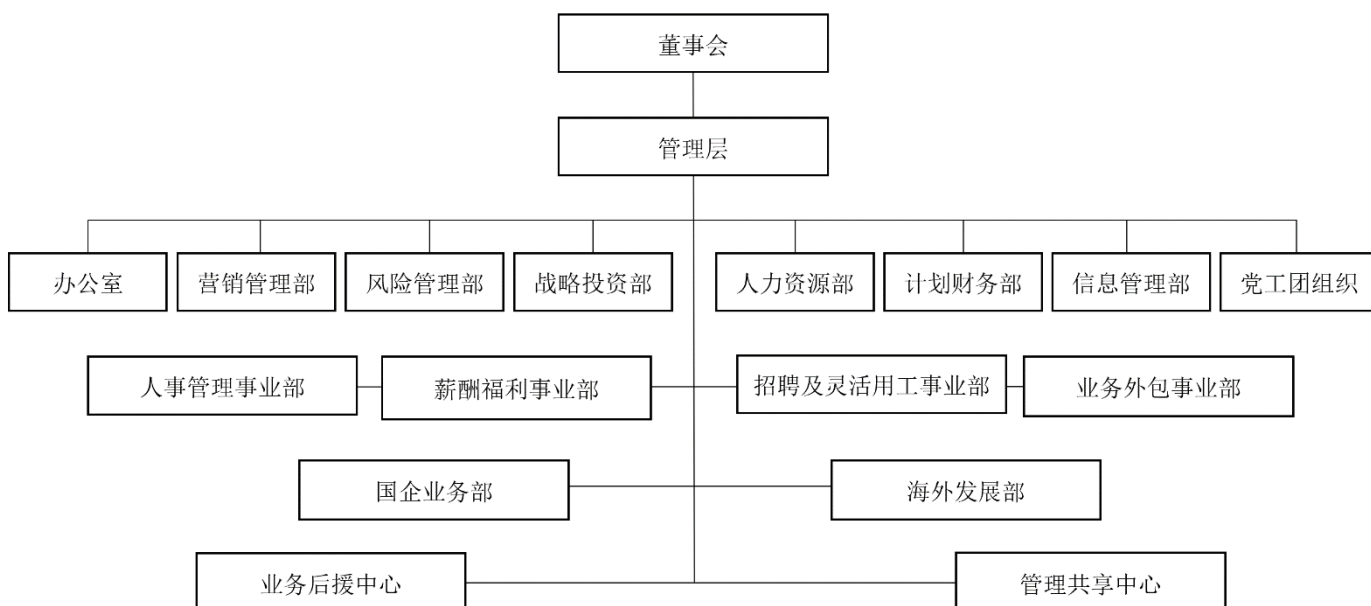 董事会
管理层
办公室
营销管理部
风险管理部
战略投资部
人力资源部
计划财务部
信息管理部
党工团组织
人事管理事业部
薪酬福利事业部
招聘及灵活用工事业部
业务外包事业部
国企业务部
海外发展部
业务后援中心
管理共享中心